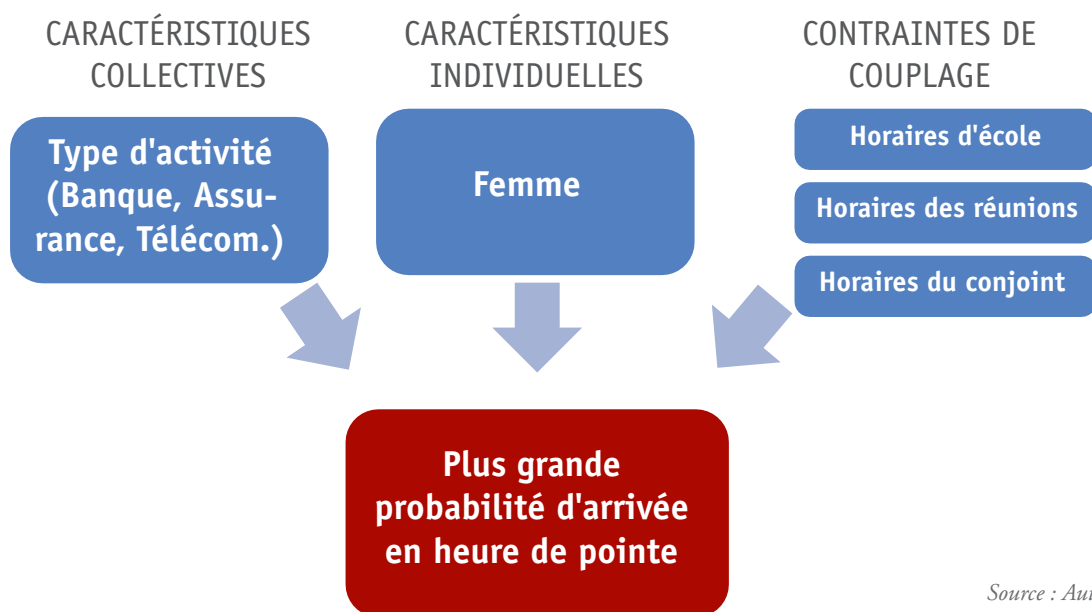 CARACTÉRISTIQUES
COLLECTIVES
Type d'activité
(Banque, Assu-
rance, Télécom.)
CARACTÉRISTIQUES
INDIVIDUELLES
Femme
CONTRAINTES DE
COUPLAGE
Horaires d'école
Horaires des réunions
Horaires du conjoint
Plus grande
probabilité d'arrivée
en heure de pointe
Source :